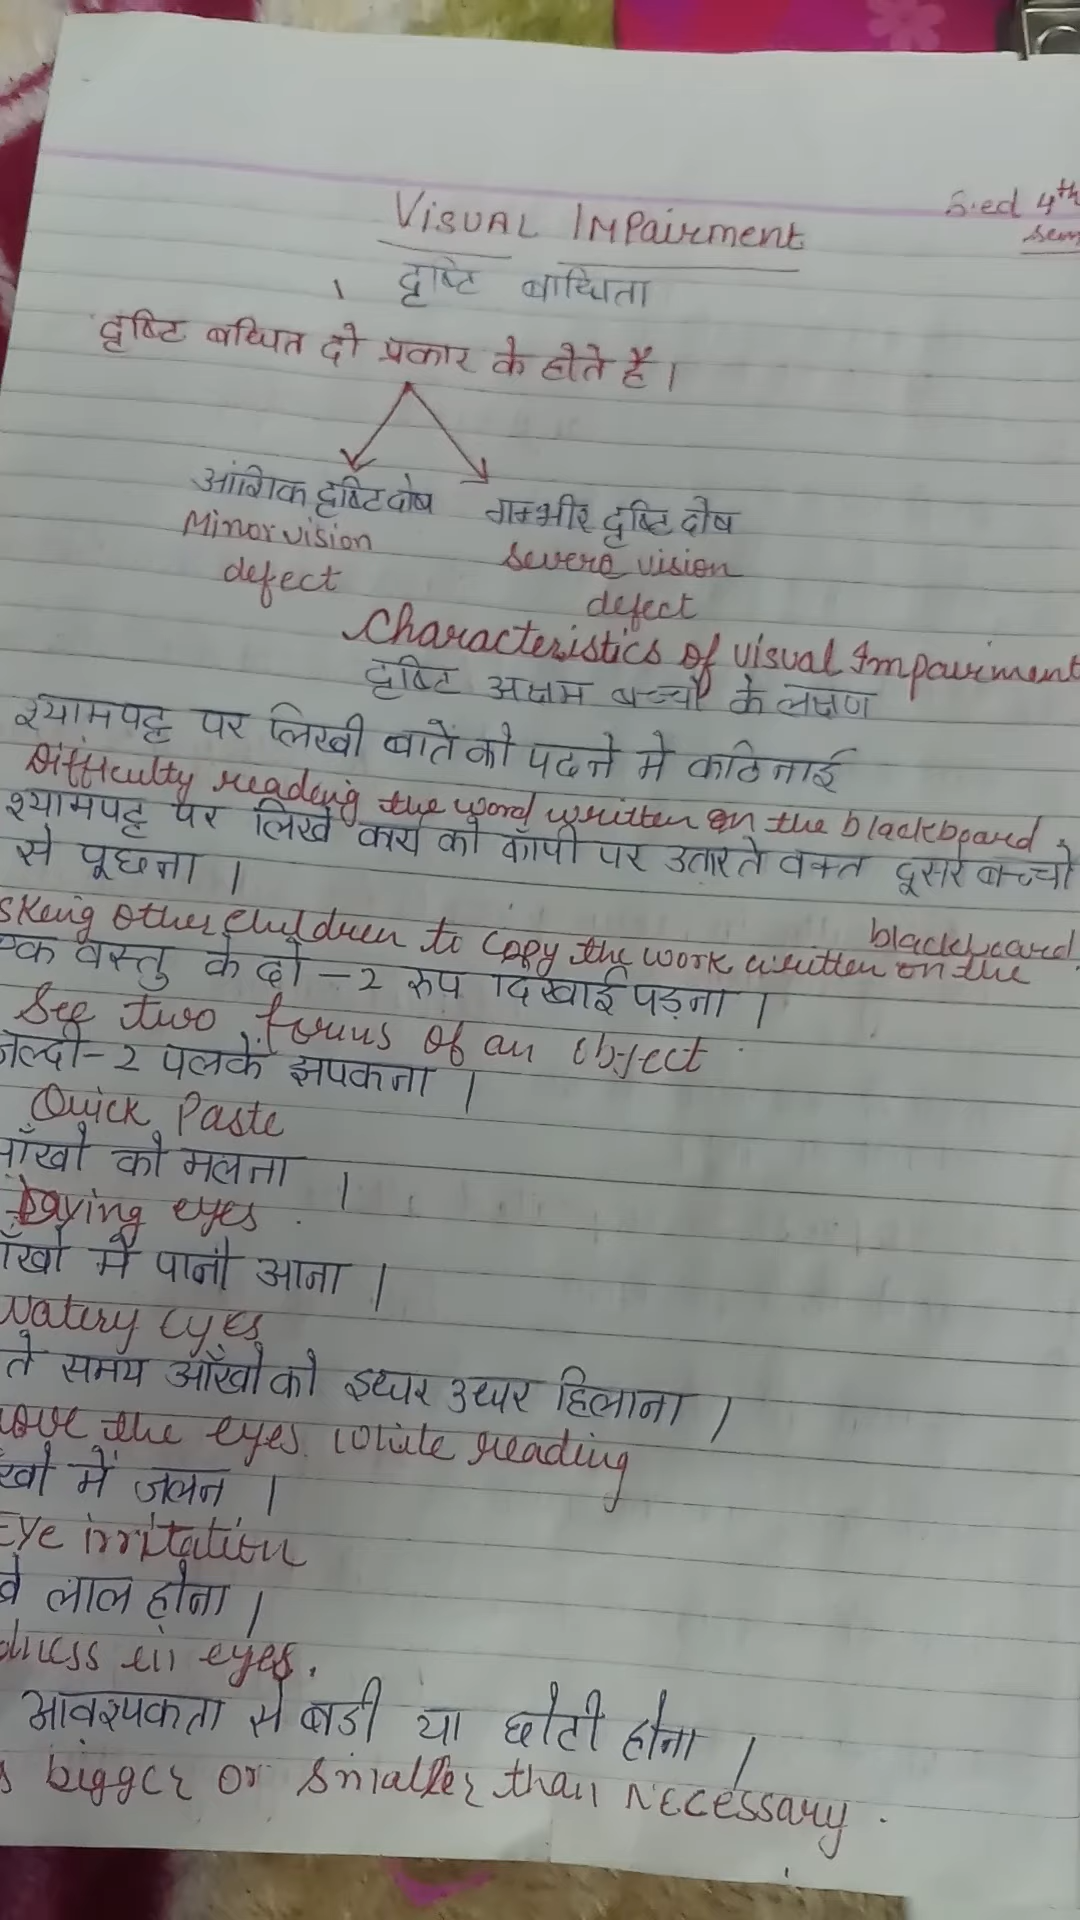 B.ed 4th
sem
VISUAL IMPairment
दृष्टि बाधिता
दृष्टि बधित दो प्रकार के होते है।
आंशिक दृष्टि दोष गम्भीर दृष्टि दोष
Minor vision severe vision
defect defect
Characteristics of visual Impairment
दृष्टि अक्षम बच्चो के लक्षण
श्यामपट्ट पर लिखी बातें को पढने मे कठिनाई
Difficulty reading the word written on the blackboard.
श्यामपट्ट पर लिखे कार्य को कॉपी पर उतारते वक्त दूसरे बच्चो
से पूछना ।
sking other children to copy the work written on the blackboard
क वस्तु के दो-2 रूप दिखाई पड़ना ।
See two forms of an object.
जल्दी-2 पलकें झपकना ।
Quick Paste
आँखो को मलना ।
eyes.
ँखो में पानी आना ।
watery eyes
ते समय आँखो को इधर उधर हिलाना ।
ove the eyes while reading
खो में जलन ।
Eye irritation
खे लाल होना ।
dness in eyes.
आवश्यकता से बडी या छोटी होना ।
s bigger or smaller than necessary.